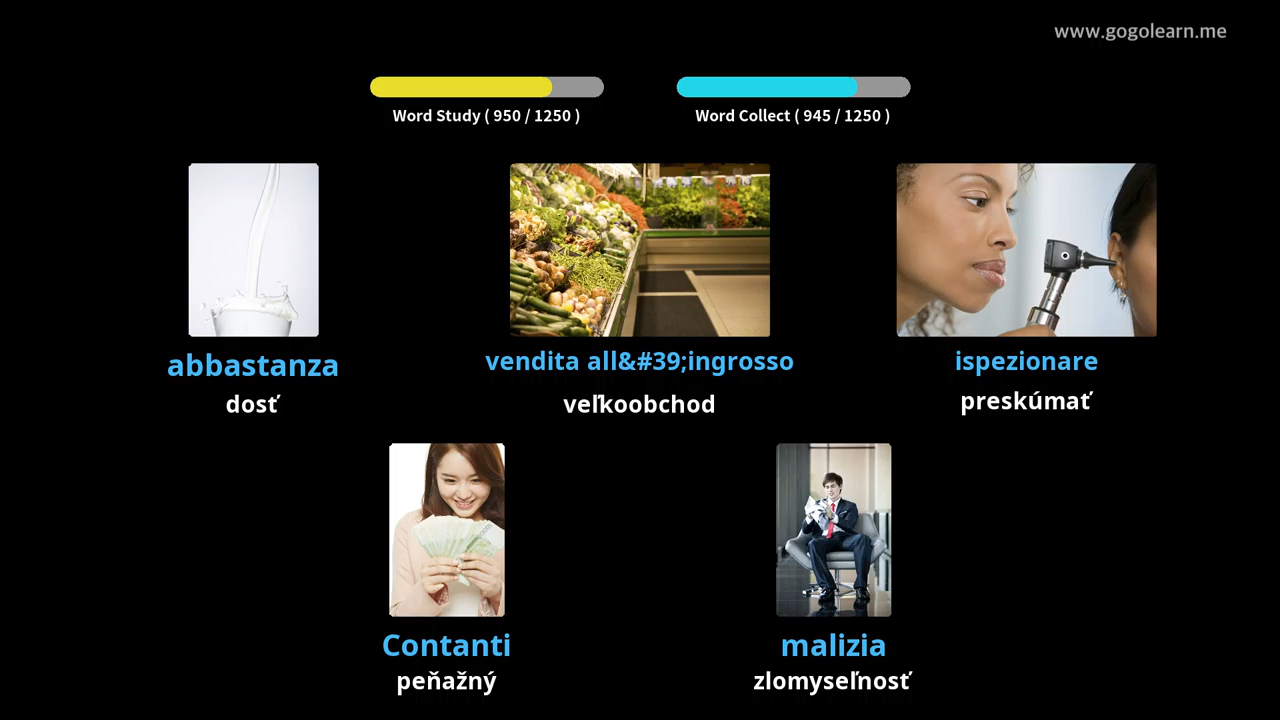 www.gogolearn.me
Word Study ( 950 / 1250 )
Word Collect ( 945 / 1250 )
abbastanza
dosť
vendita all&#39;ingrosso
veľkoobchod
ispezionare
preskúmať
Contanti
peňažný
malizia
zlomyseľnosť